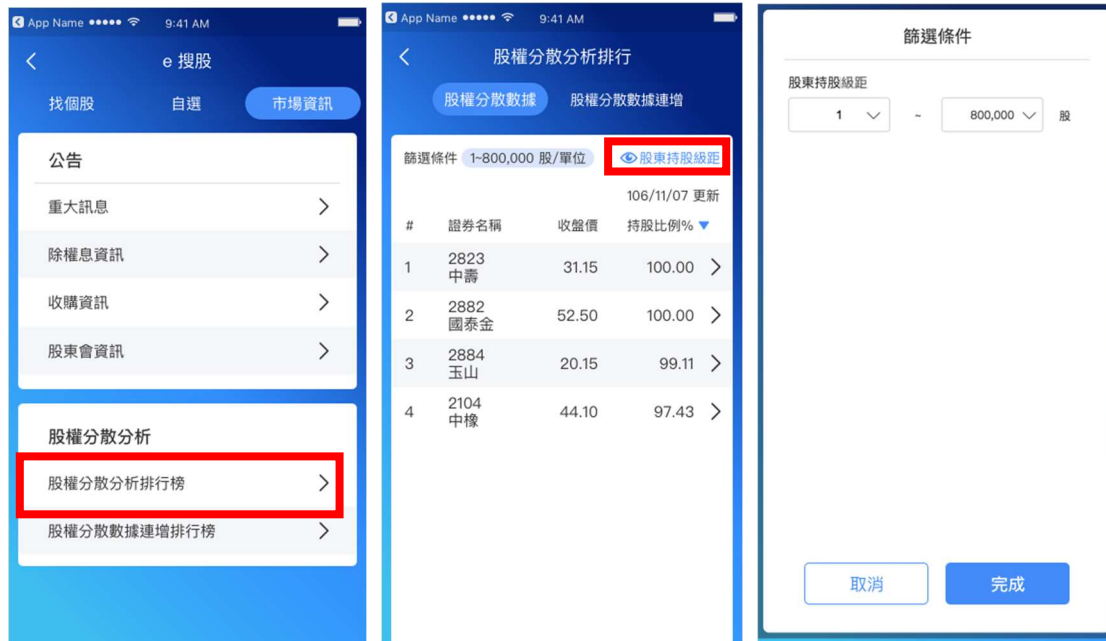 App Name 9:41 AM
e 搜股
找個股 自選 市場資訊
公告
重大訊息
除權息資訊
收購資訊
股東會資訊
股權分散分析
股權分散分析排行榜
股權分散數據連增排行榜
App Name 9:41 AM
股權分散分析排行
股權分散數據 股權分散數據連增
篩選條件 1~800,000 股/單位 股東持股級距
106/11/07 更新
# 證券名稱 收盤價 持股比例%
1 2823 中壽 31.15 100.00
2 2882 國泰金 52.50 100.00
3 2884 玉山 20.15 99.11
4 2104 中橡 44.10 97.43
篩選條件
股東持股級距
1 ~ 800,000 股
取消 完成